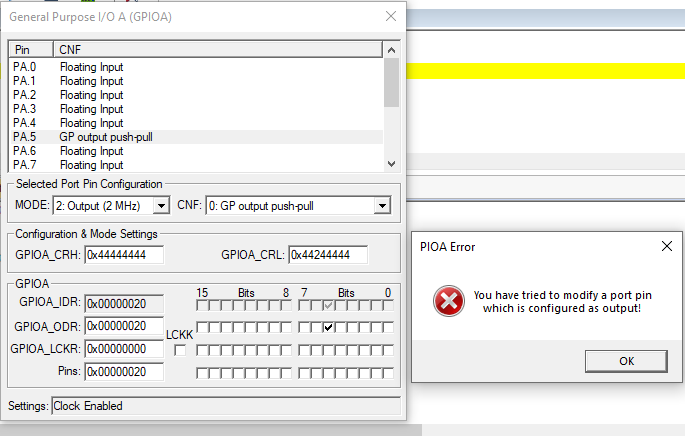 General Purpose I/O A (GPIOA)
Pin CNF
PA.0 Floating Input
PA.1 Floating Input
PA.2 Floating Input
PA.3 Floating Input
PA.4 Floating Input
PA.5 GP output push-pull
PA.6 Floating Input
PA.7 Floating Input
Selected Port Pin Configuration
MODE: 2: Output (2 MHz) CNF: 0: GP output push-pull
Configuration & Mode Settings
GPIOA_CRH: 0x44444444 GPIOA_CRL: 0x44244444
GPIOA
15 Bits 8 7 Bits 0
GPIOA_IDR: 0x00000020
GPIOA_ODR: 0x00000020
LCKK
GPIOA_LCKR: 0x00000000
Pins: 0x00000020
Settings: Clock Enabled
PIOA Error
You have tried to modify a port pin
which is configured as output!
OK